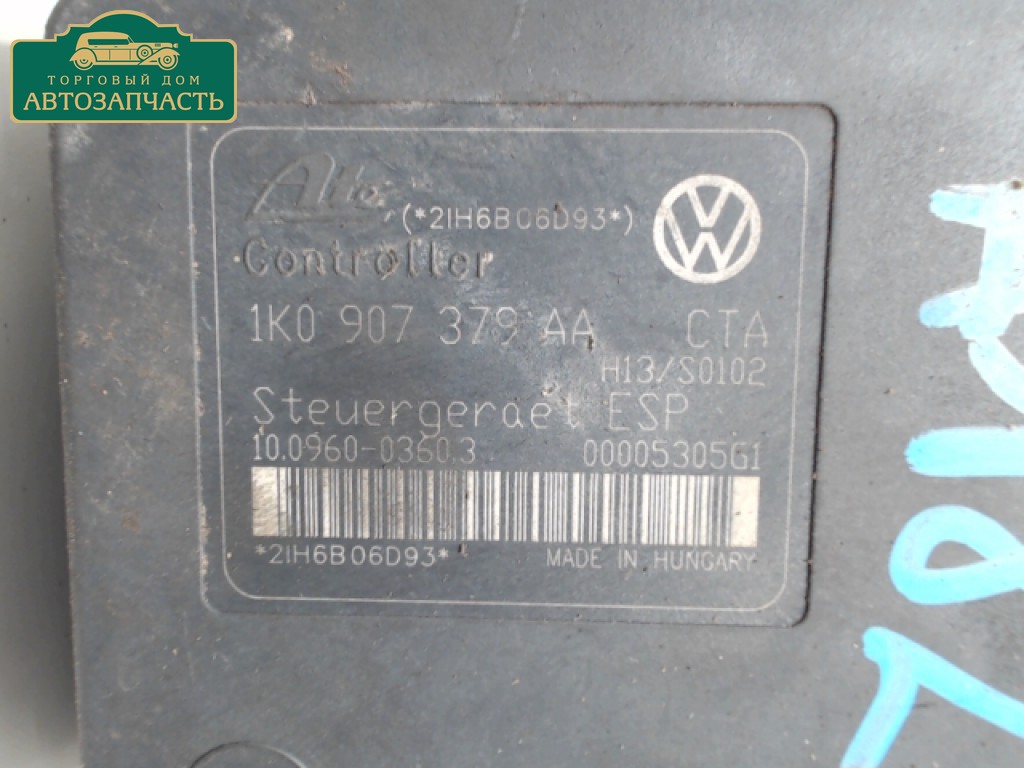 ТОРГОВЫЙ ДОМ
АВТОЗАПЧАСТЬ
Ate
(*2IH6B06D93*)
Controller
1K0 907 379 AA CTA
H13/S0102
Steuergeraet ESP
10.0960-0360.3 00005305G1
*2IH6B06D93*
MADE IN HUNGARY